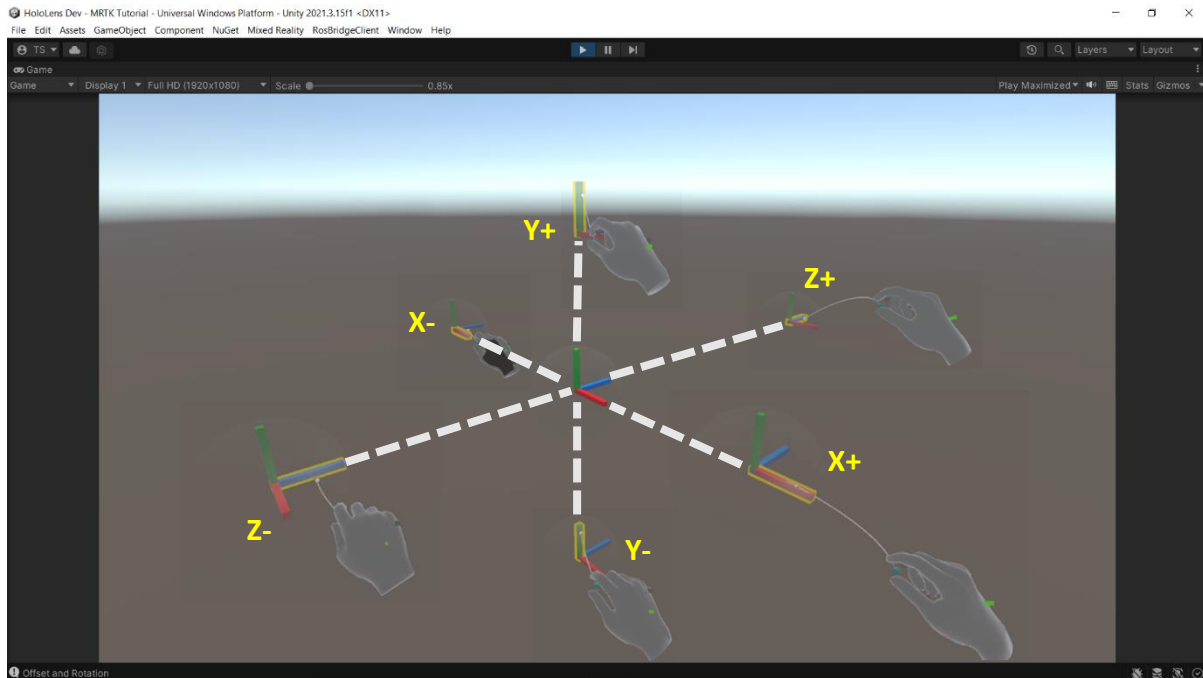 HoloLens Dev - MRTK Tutorial - Universal Windows Platform - Unity 2021.3.15f1 <DX11>
File Edit Assets GameObject Component NuGet Mixed Reality RosBridgeClient Window Help
TS Layers Layout
Game
Game Display 1 Full HD (1920x1080) Scale 0.85x Play Maximized Stats Gizmos
Y+
Z+
X-
X+
Z-
Y-
Offset and Rotation